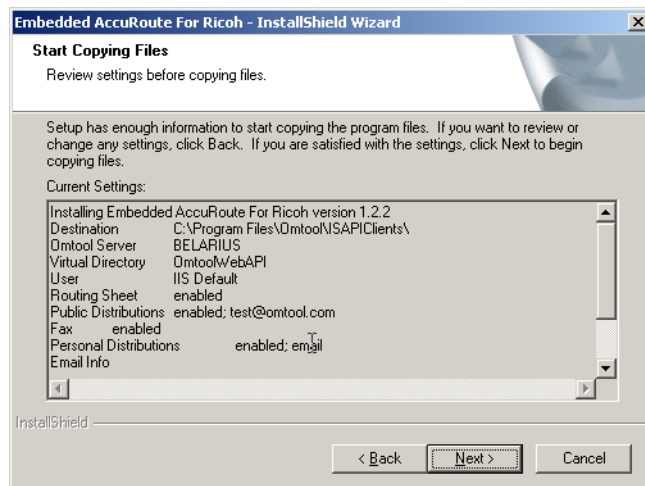 Embedded AccuRoute For Ricoh - InstallShield Wizard
Start Copying Files
Review settings before copying files.
Setup has enough information to start copying the program files. If you want to review or
change any settings, click Back. If you are satisfied with the settings, click Next to begin
copying files.
Current Settings:
Installing Embedded AccuRoute For Ricoh version 1.2.2
Destination C:\Program Files\Omtool\ISAPIClients\
Omtool Server BELARIUS
Virtual Directory OmtoolWebAPI
User IIS Default
Routing Sheet enabled
Public Distributions enabled; test@omtool.com
Fax enabled
Personal Distributions enabled; email
Email Info
InstallShield
< Back Next > Cancel